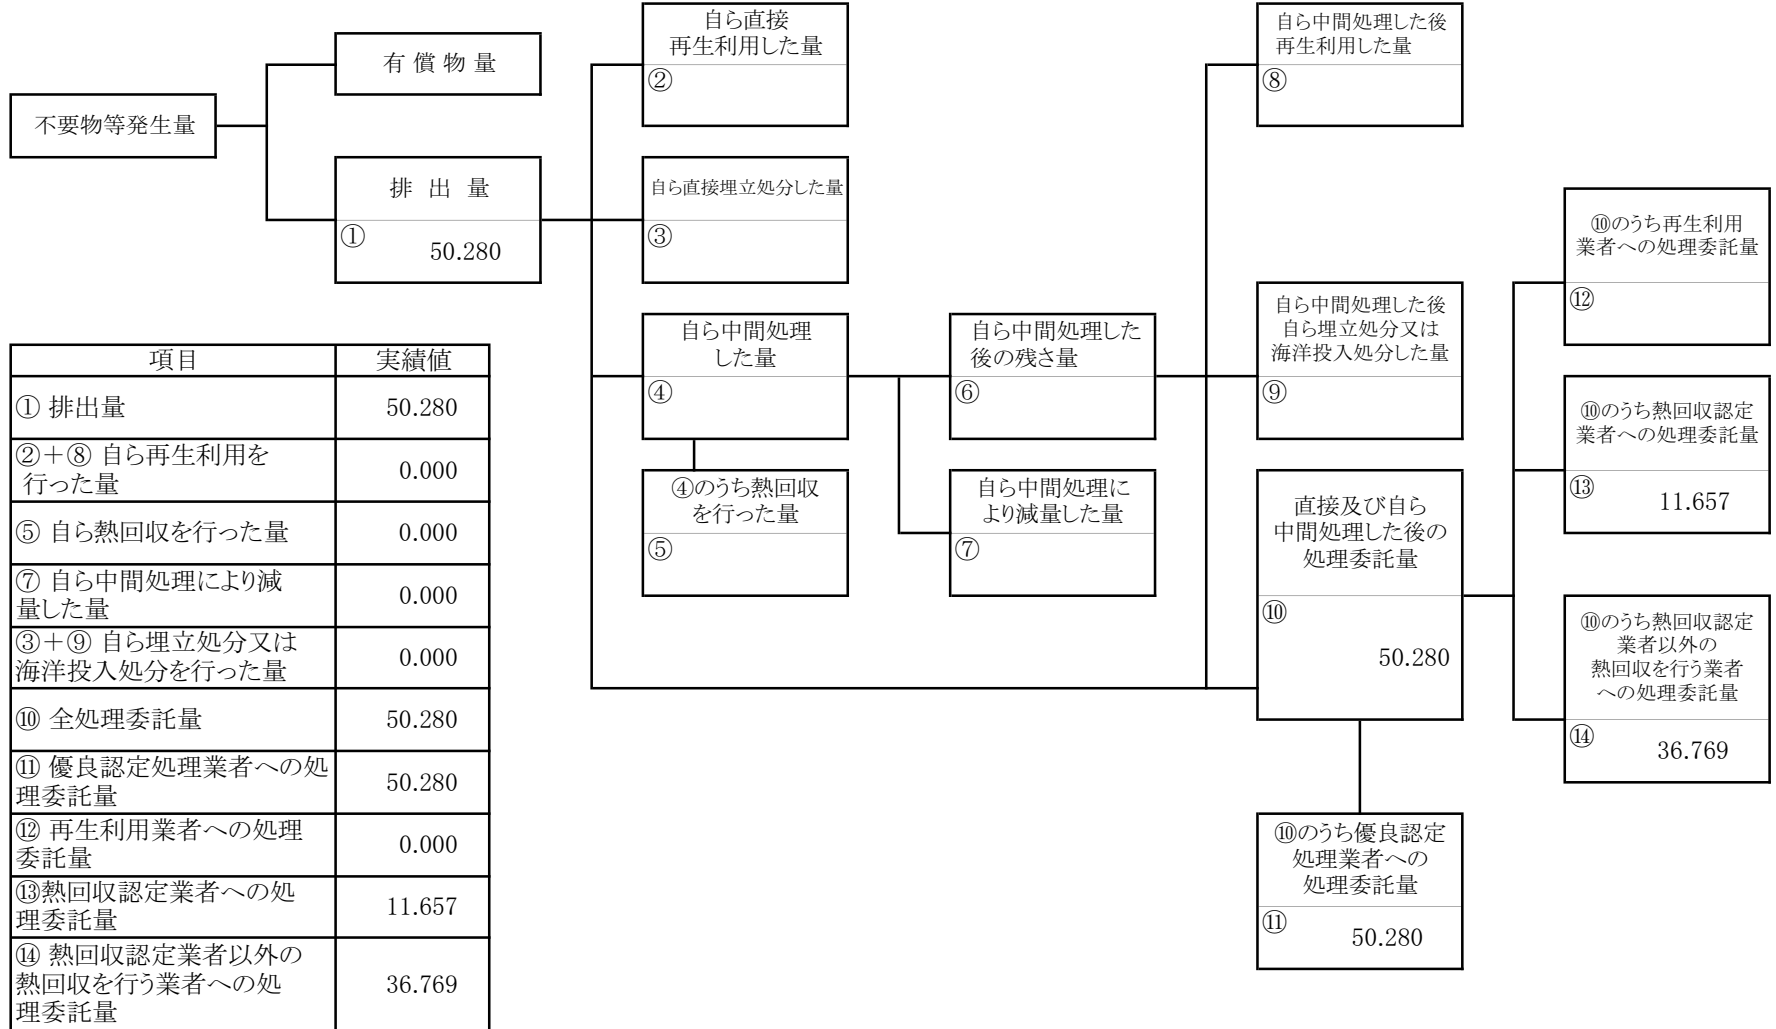 不要物等発生量
有償物量
排出量
①
50.280
自ら直接
再生利用した量
②
自ら直接埋立処分した量
③
自ら中間処理
した量
④
④のうち熱回収
を行った量
⑤
自ら中間処理した
後の残さ量
⑥
自ら中間処理に
より減量した量
⑦
自ら中間処理した後
再生利用した量
⑧
自ら中間処理した後
自ら埋立処分又は
海洋投入処分した量
⑨
直接及び自ら
中間処理した後の
処理委託量
⑩
50.280
⑩のうち優良認定
処理業者への
処理委託量
⑪
50.280
⑩のうち再生利用
業者への処理委託量
⑫
⑩のうち熱回収認定
業者への処理委託量
⑬
11.657
⑩のうち熱回収認定
業者以外の
熱回収を行う業者
への処理委託量
⑭
36.769
項目 実績値
① 排出量 50.280
②+⑧ 自ら再生利用を
行った量 0.000
⑤ 自ら熱回収を行った量 0.000
⑦ 自ら中間処理により減
量した量 0.000
③+⑨ 自ら埋立処分又は
海洋投入処分を行った量 0.000
⑩ 全処理委託量 50.280
⑪ 優良認定処理業者への処
理委託量 50.280
⑫ 再生利用業者への処理
委託量 0.000
⑬熱回収認定業者への処
理委託量 11.657
⑭ 熱回収認定業者以外の
熱回収を行う業者への処
理委託量 36.769